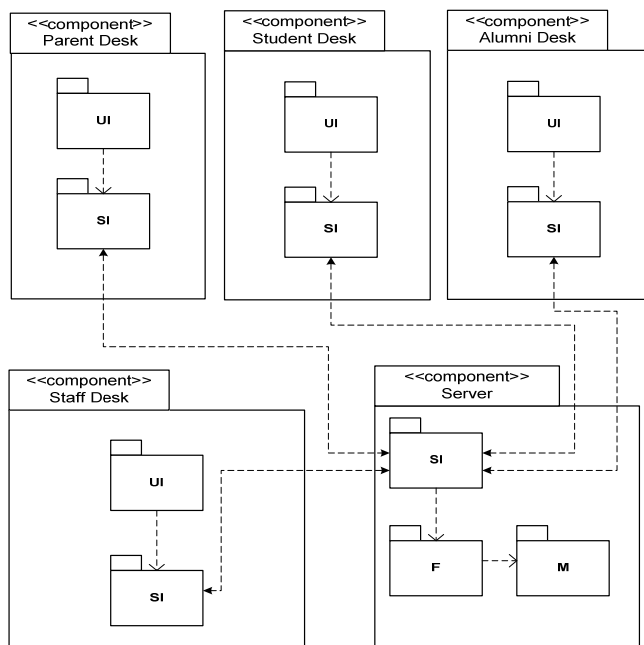 <<component>>
Parent Desk
UI
SI
<<component>>
Student Desk
UI
SI
<<component>>
Alumni Desk
UI
SI
<<component>>
Staff Desk
UI
SI
<<component>>
Server
SI
F
M